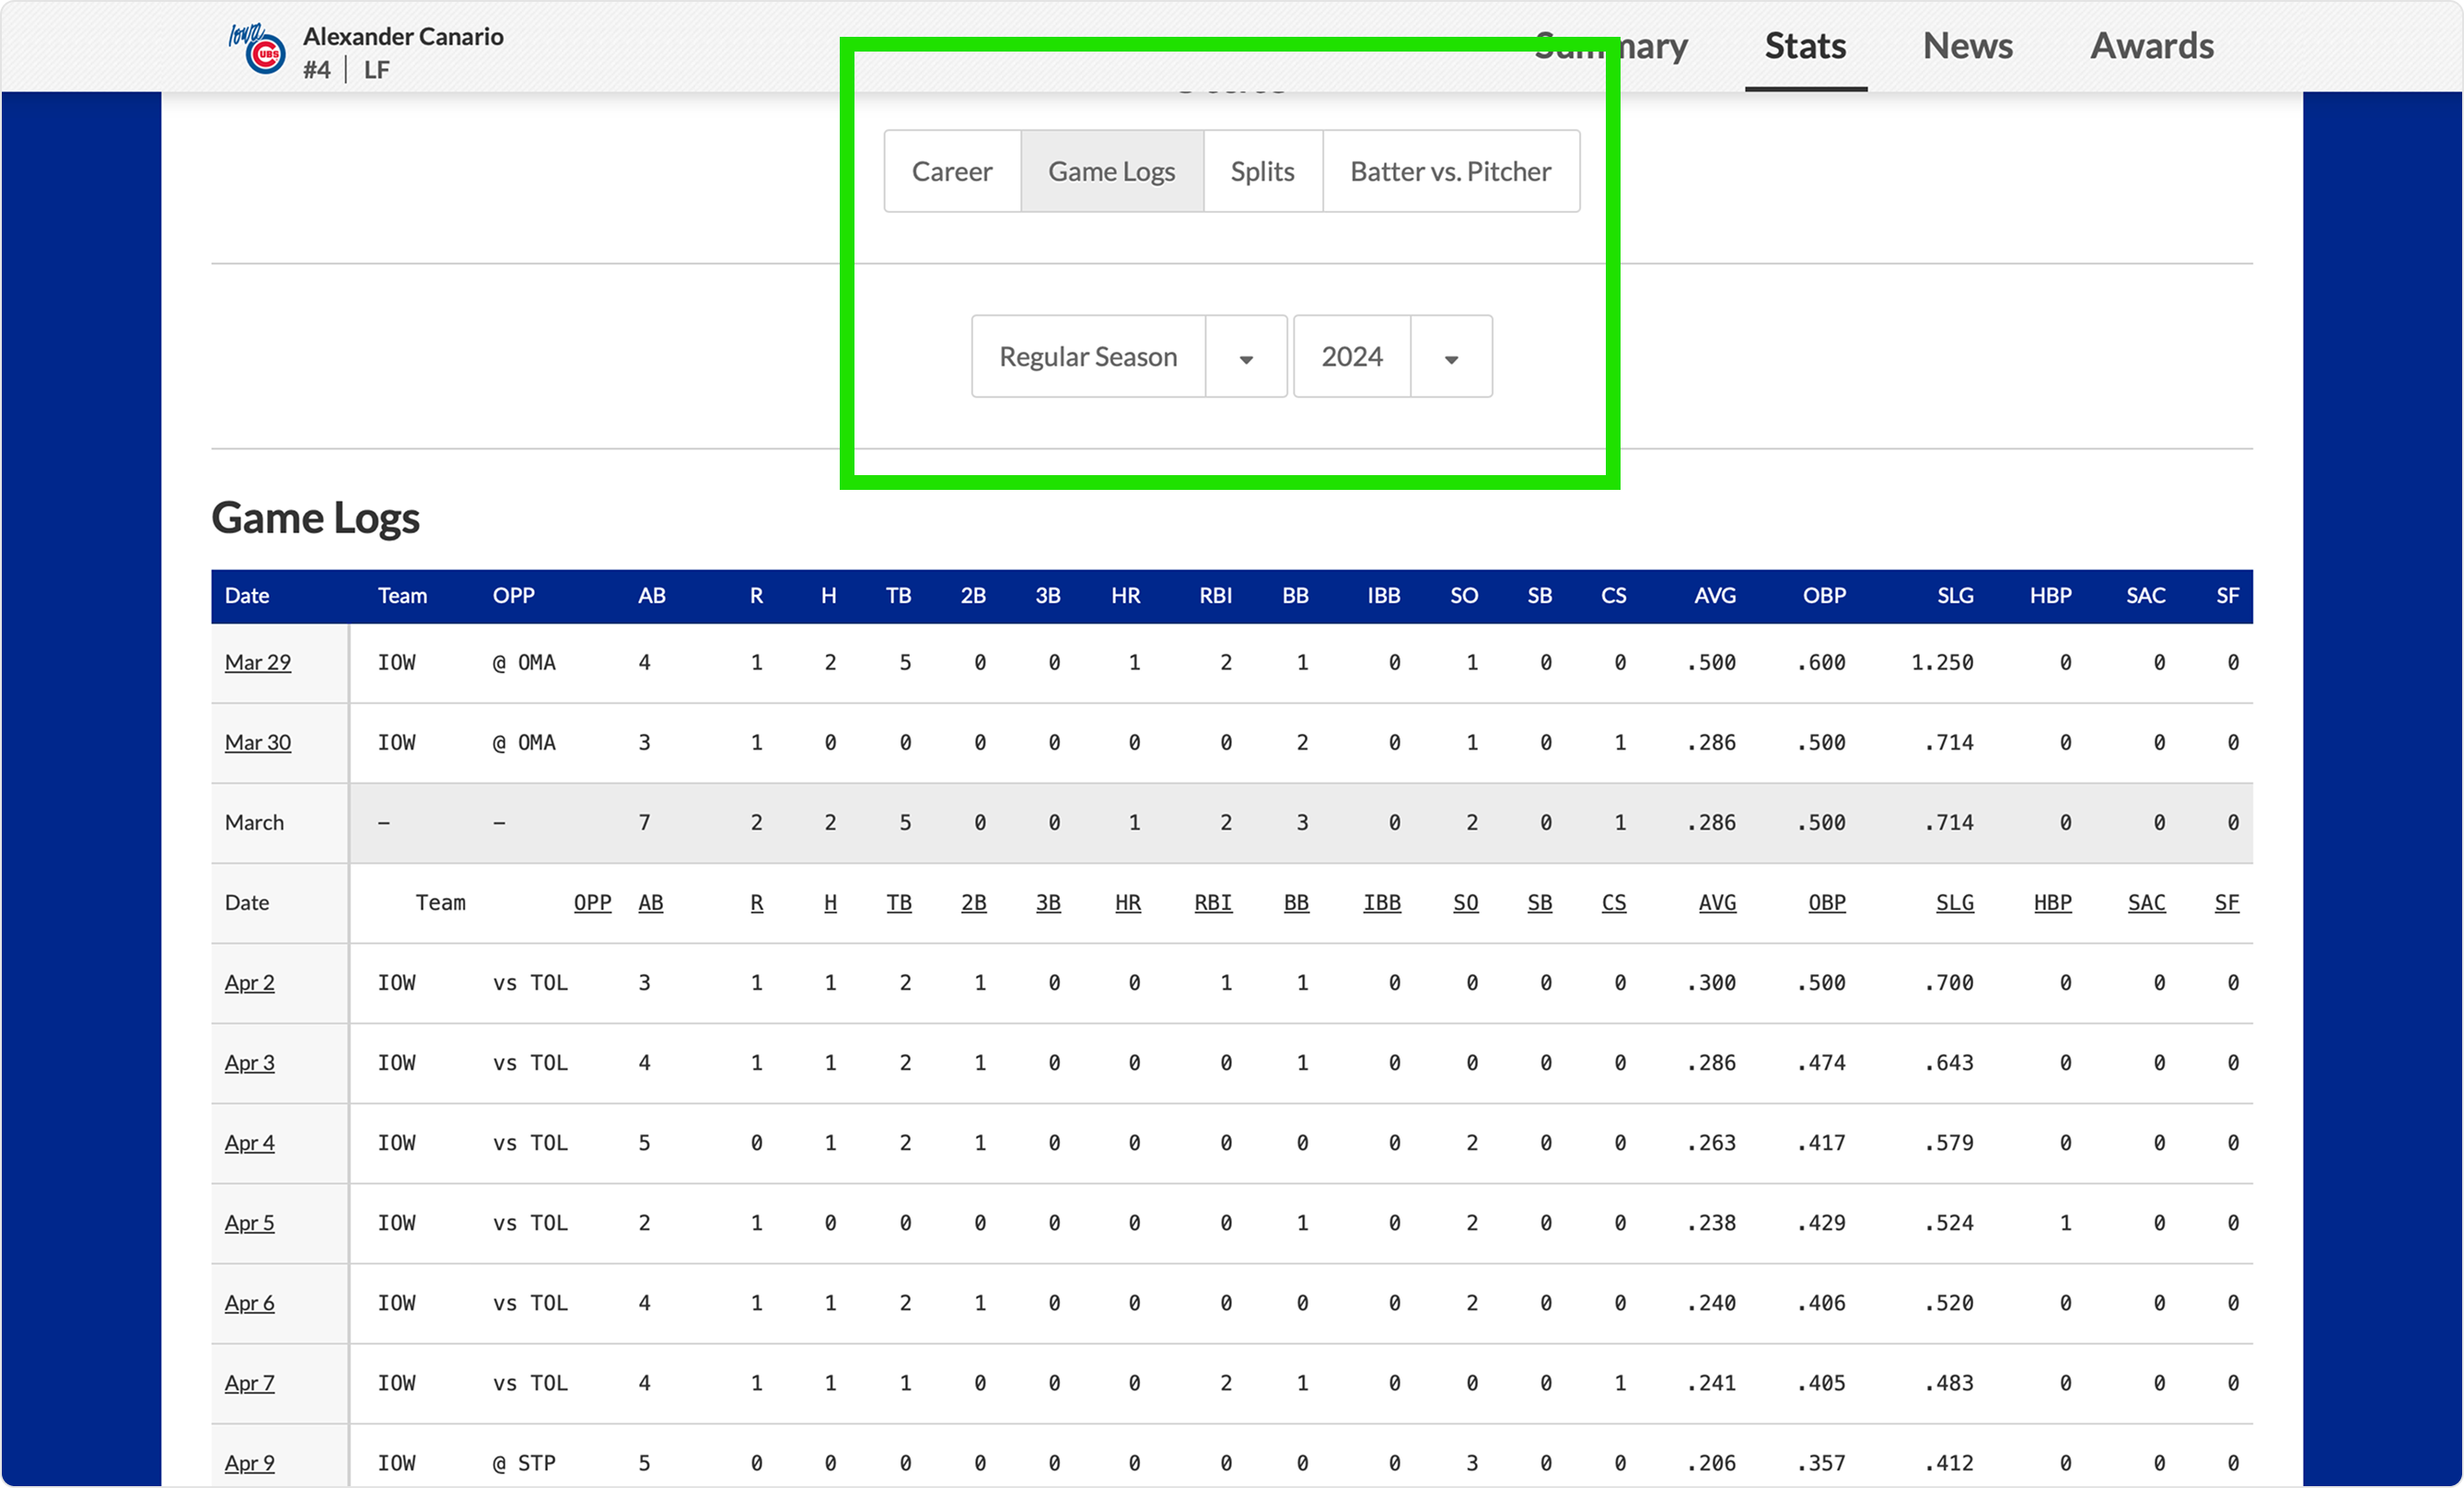 Iowa CUBS
Alexander Canario
#4 | LF
Summary Stats News Awards
Career Game Logs Splits Batter vs. Pitcher
Regular Season 2024
Game Logs
Date Team OPP AB R H TB 2B 3B HR RBI BB IBB SO SB CS AVG OBP SLG HBP SAC SF
Mar 29 IOW @ OMA 4 1 2 5 0 0 1 2 1 0 1 0 0 .500 .600 1.250 0 0 0
Mar 30 IOW @ OMA 3 1 0 0 0 0 0 0 2 0 1 0 1 .286 .500 .714 0 0 0
March – – 7 2 2 5 0 0 1 2 3 0 2 0 1 .286 .500 .714 0 0 0
Date Team OPP AB R H TB 2B 3B HR RBI BB IBB SO SB CS AVG OBP SLG HBP SAC SF
Apr 2 IOW vs TOL 3 1 1 2 1 0 0 1 1 0 0 0 0 .300 .500 .700 0 0 0
Apr 3 IOW vs TOL 4 1 1 2 1 0 0 0 1 0 0 0 0 .286 .474 .643 0 0 0
Apr 4 IOW vs TOL 5 0 1 2 1 0 0 0 0 0 2 0 0 .263 .417 .579 0 0 0
Apr 5 IOW vs TOL 2 1 0 0 0 0 0 0 1 0 2 0 0 .238 .429 .524 1 0 0
Apr 6 IOW vs TOL 4 1 1 2 1 0 0 0 0 0 2 0 0 .240 .406 .520 0 0 0
Apr 7 IOW vs TOL 4 1 1 1 0 0 0 2 1 0 0 0 1 .241 .405 .483 0 0 0
Apr 9 IOW @ STP 5 0 0 0 0 0 0 0 0 0 3 0 0 .206 .357 .412 0 0 0